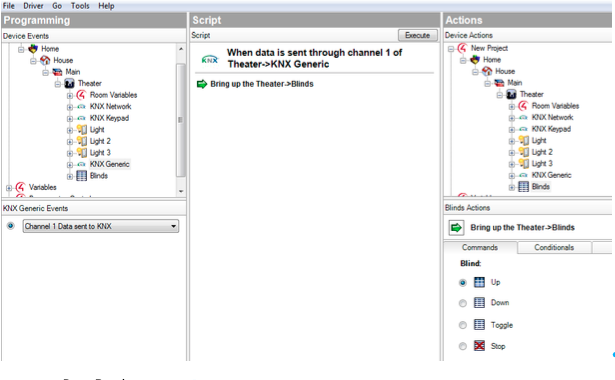 File Driver Go Tools Help
Programming
Device Events
Home
House
Main
Theater
Room Variables
KNX Network
KNX Keypad
Light
Light 2
Light 3
KNX Generic
Blinds
Variables
KNX Generic Events
Channel 1 Data sent to KNX
Script
Script
Execute
KNX
When data is sent through channel 1 of
Theater->KNX Generic
Bring up the Theater->Blinds
Actions
Device Actions
New Project
Home
House
Main
Theater
Room Variables
KNX Network
KNX Keypad
Light
Light 2
Light 3
KNX Generic
Blinds
Blinds Actions
Bring up the Theater->Blinds
Commands
Conditionals
Blind:
Up
Down
Toggle
Stop